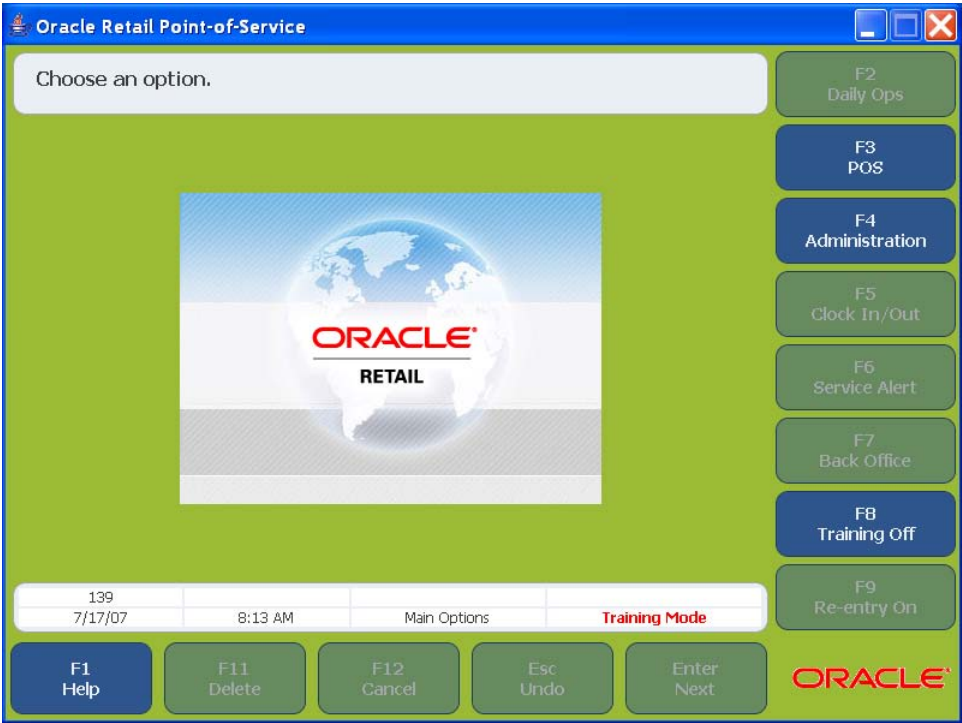 Oracle Retail Point-of-Service
Choose an option.
F2
Daily Ops
F3
POS
F4
Administration
F5
Clock In/Out
F6
Service Alert
F7
Back Office
F8
Training Off
F9
Re-entry On
ORACLE
RETAIL
139
7/17/07 8:13 AM Main Options Training Mode
F1
Help
F11
Delete
F12
Cancel
Esc
Undo
Enter
Next
ORACLE